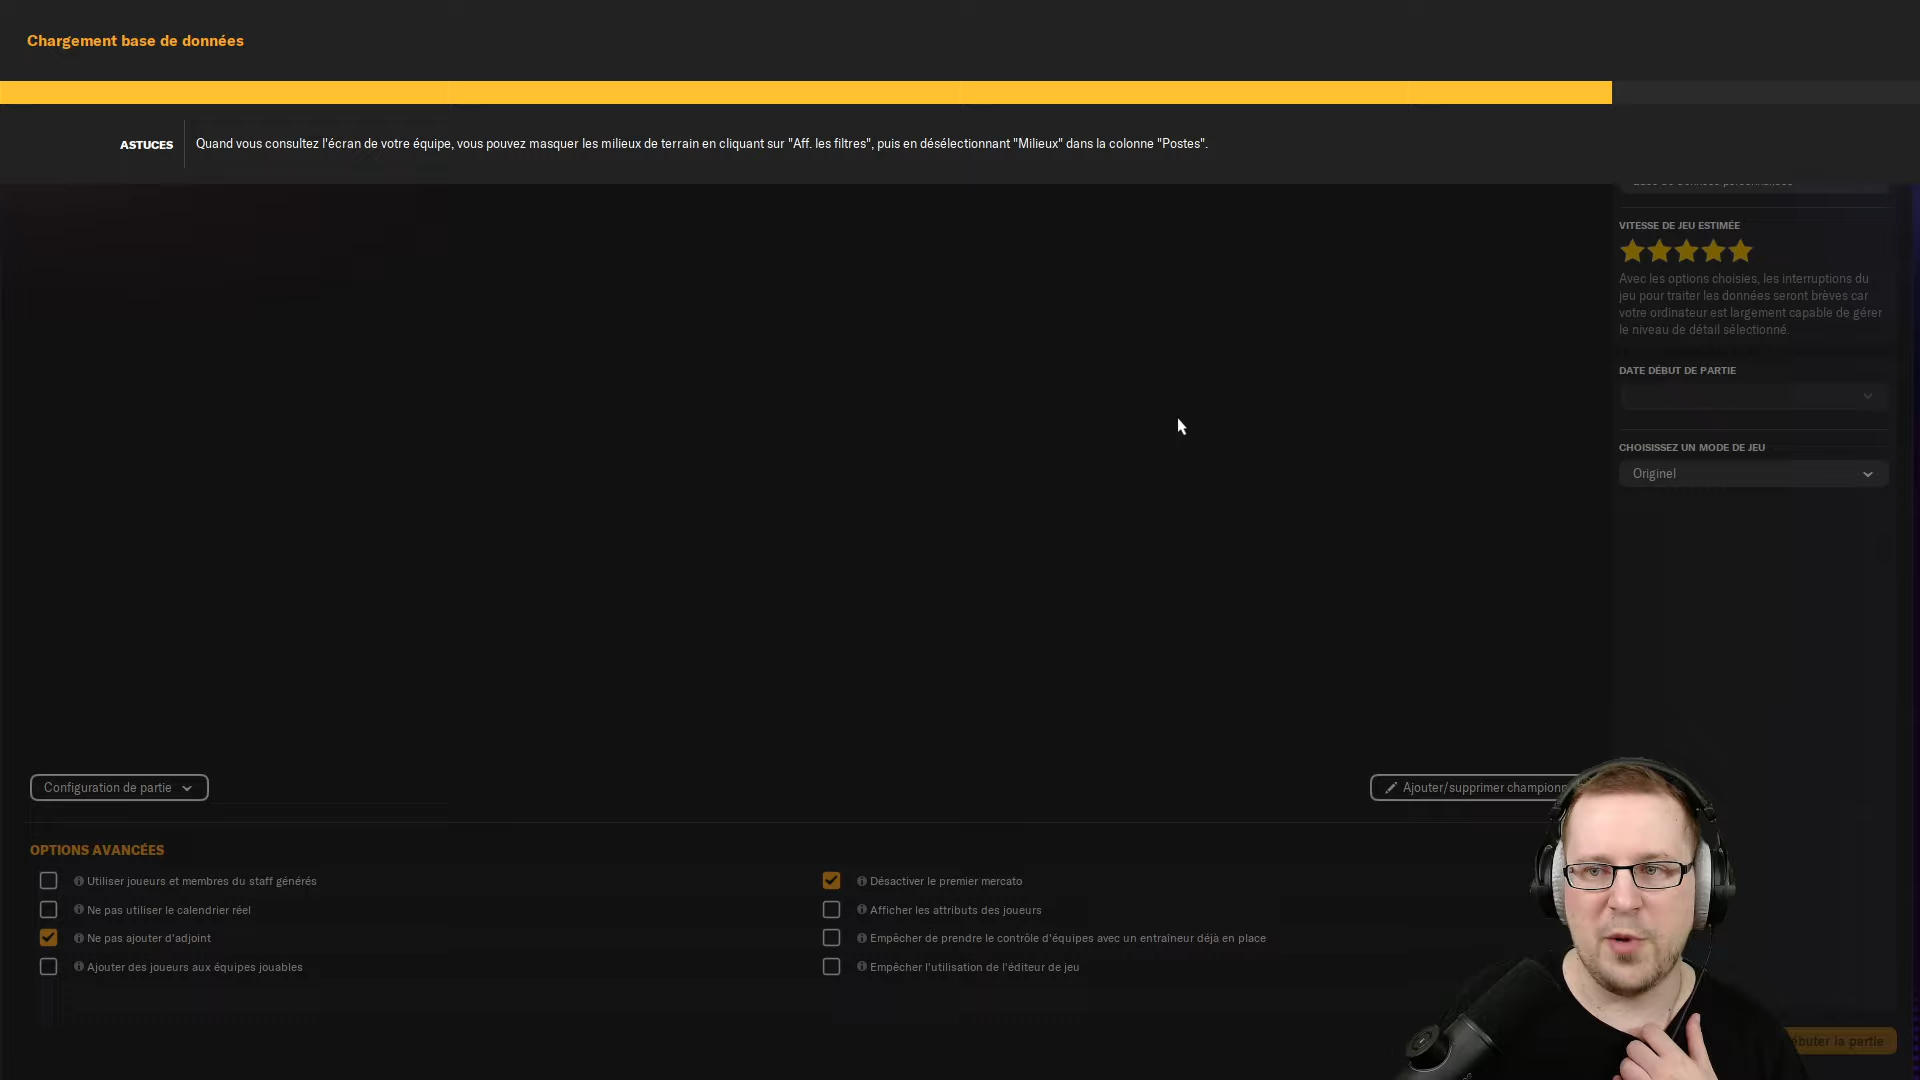 Chargement base de données
ASTUCES
Quand vous consultez l'écran de votre équipe, vous pouvez masquer les milieux de terrain en cliquant sur "Aff. les filtres", puis en désélectionnant "Milieux" dans la colonne "Postes".
VITESSE DE JEU ESTIMÉE
Avec les options choisies, les interruptions du
jeu pour traiter les données seront brèves car
votre ordinateur est largement capable de gérer
le niveau de détail sélectionné.
DATE DÉBUT DE PARTIE
CHOISISSEZ UN MODE DE JEU
Originel
Configuration de partie
Ajouter/supprimer championn
OPTIONS AVANCÉES
Utiliser joueurs et membres du staff générés
Ne pas utiliser le calendrier réel
Ne pas ajouter d'adjoint
Ajouter des joueurs aux équipes jouables
Désactiver le premier mercato
Afficher les attributs des joueurs
Empêcher de prendre le contrôle d'équipes avec un entraîneur déjà en place
Empêcher l'utilisation de l'éditeur de jeu
ébuter la partie